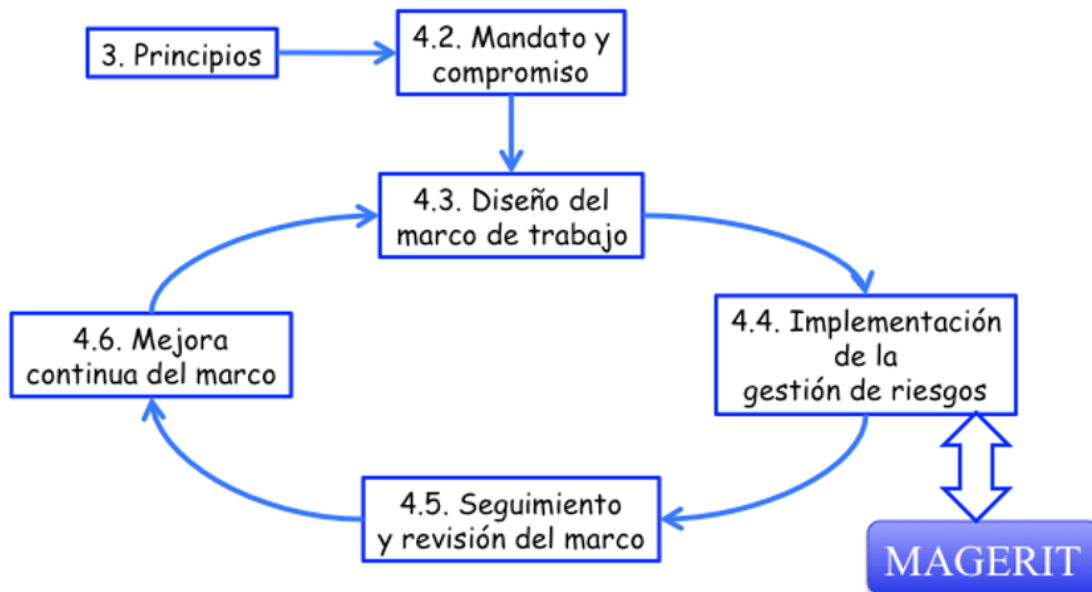 3. Principios
4.2. Mandato y
compromiso
4.3. Diseño del
marco de trabajo
4.4. Implementación
de la
gestión de riesgos
4.6. Mejora
continua del marco
4.5. Seguimiento
y revisión del marco
MAGERIT